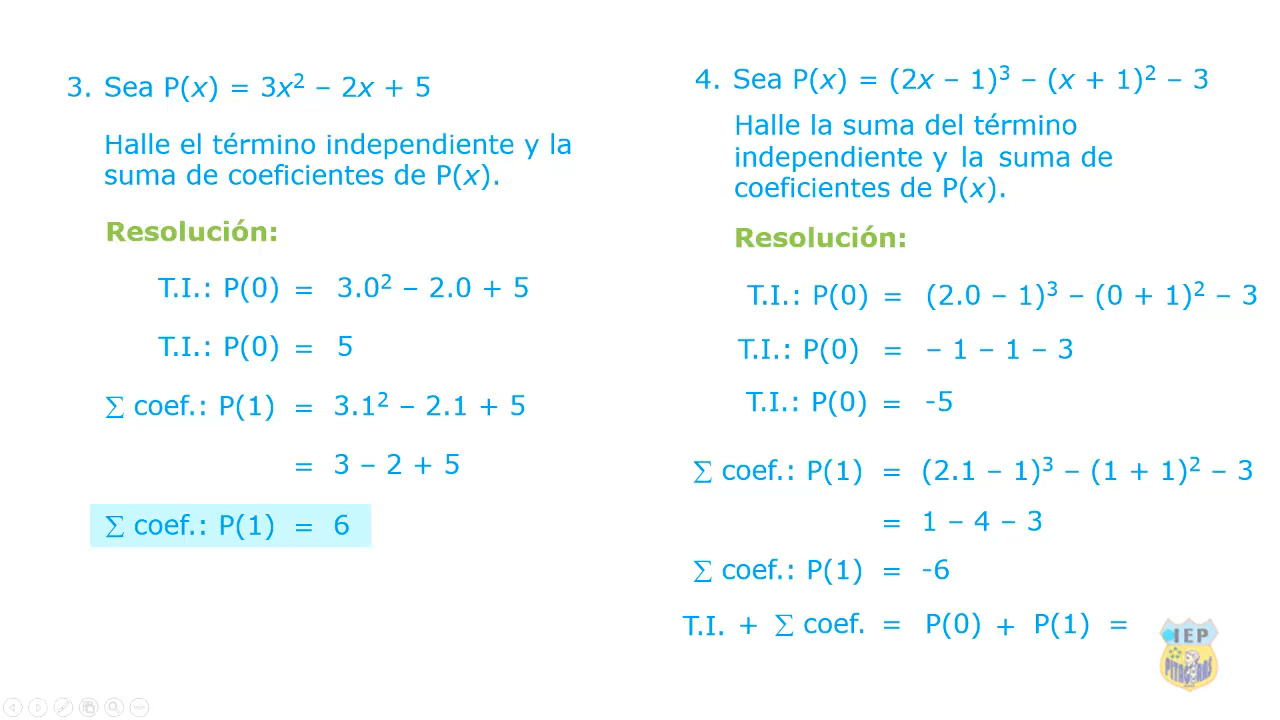 3. Sea P(x) = 3x² – 2x + 5
Halle el término independiente y la
suma de coeficientes de P(x).
Resolución:
T.I.: P(0) = 3.0² – 2.0 + 5
T.I.: P(0) = 5
∑ coef.: P(1) = 3.1² – 2.1 + 5
= 3 – 2 + 5
∑ coef.: P(1) = 6
4. Sea P(x) = (2x – 1)³ – (x + 1)² – 3
Halle la suma del término
independiente y la suma de
coeficientes de P(x).
Resolución:
T.I.: P(0) = (2.0 – 1)³ – (0 + 1)² – 3
T.I.: P(0) = – 1 – 1 – 3
T.I.: P(0) = -5
∑ coef.: P(1) = (2.1 – 1)³ – (1 + 1)² – 3
= 1 – 4 – 3
∑ coef.: P(1) = -6
T.I. + ∑ coef. = P(0) + P(1) =
IEP
PITAGORAS